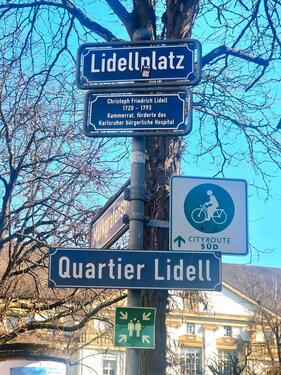 Lidellplatz
Christoph Friedrich Lidell
1720 - 1793
Kammerrat, förderte das
Karlsruher bürgerliche Hospital
CITYROUTE
SÜD
Quartier Lidell